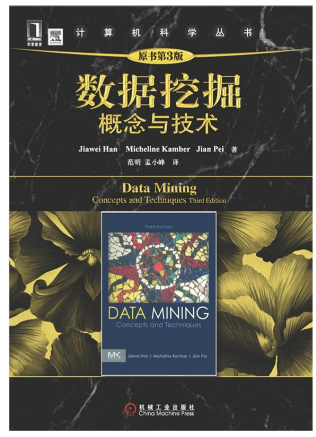 计算机科学丛书
原书第3版
数据挖掘
概念与技术
Jiawei Han Micheline Kamber Jian Pei 著
范明 孟小峰 译
Data Mining
Concepts and Techniques Third Edition
Third Edition
DATA MINING
Concepts and Techniques
MK
Jiawei Han | Micheline Kamber | Jian Pei
机械工业出版社
China Machine Press